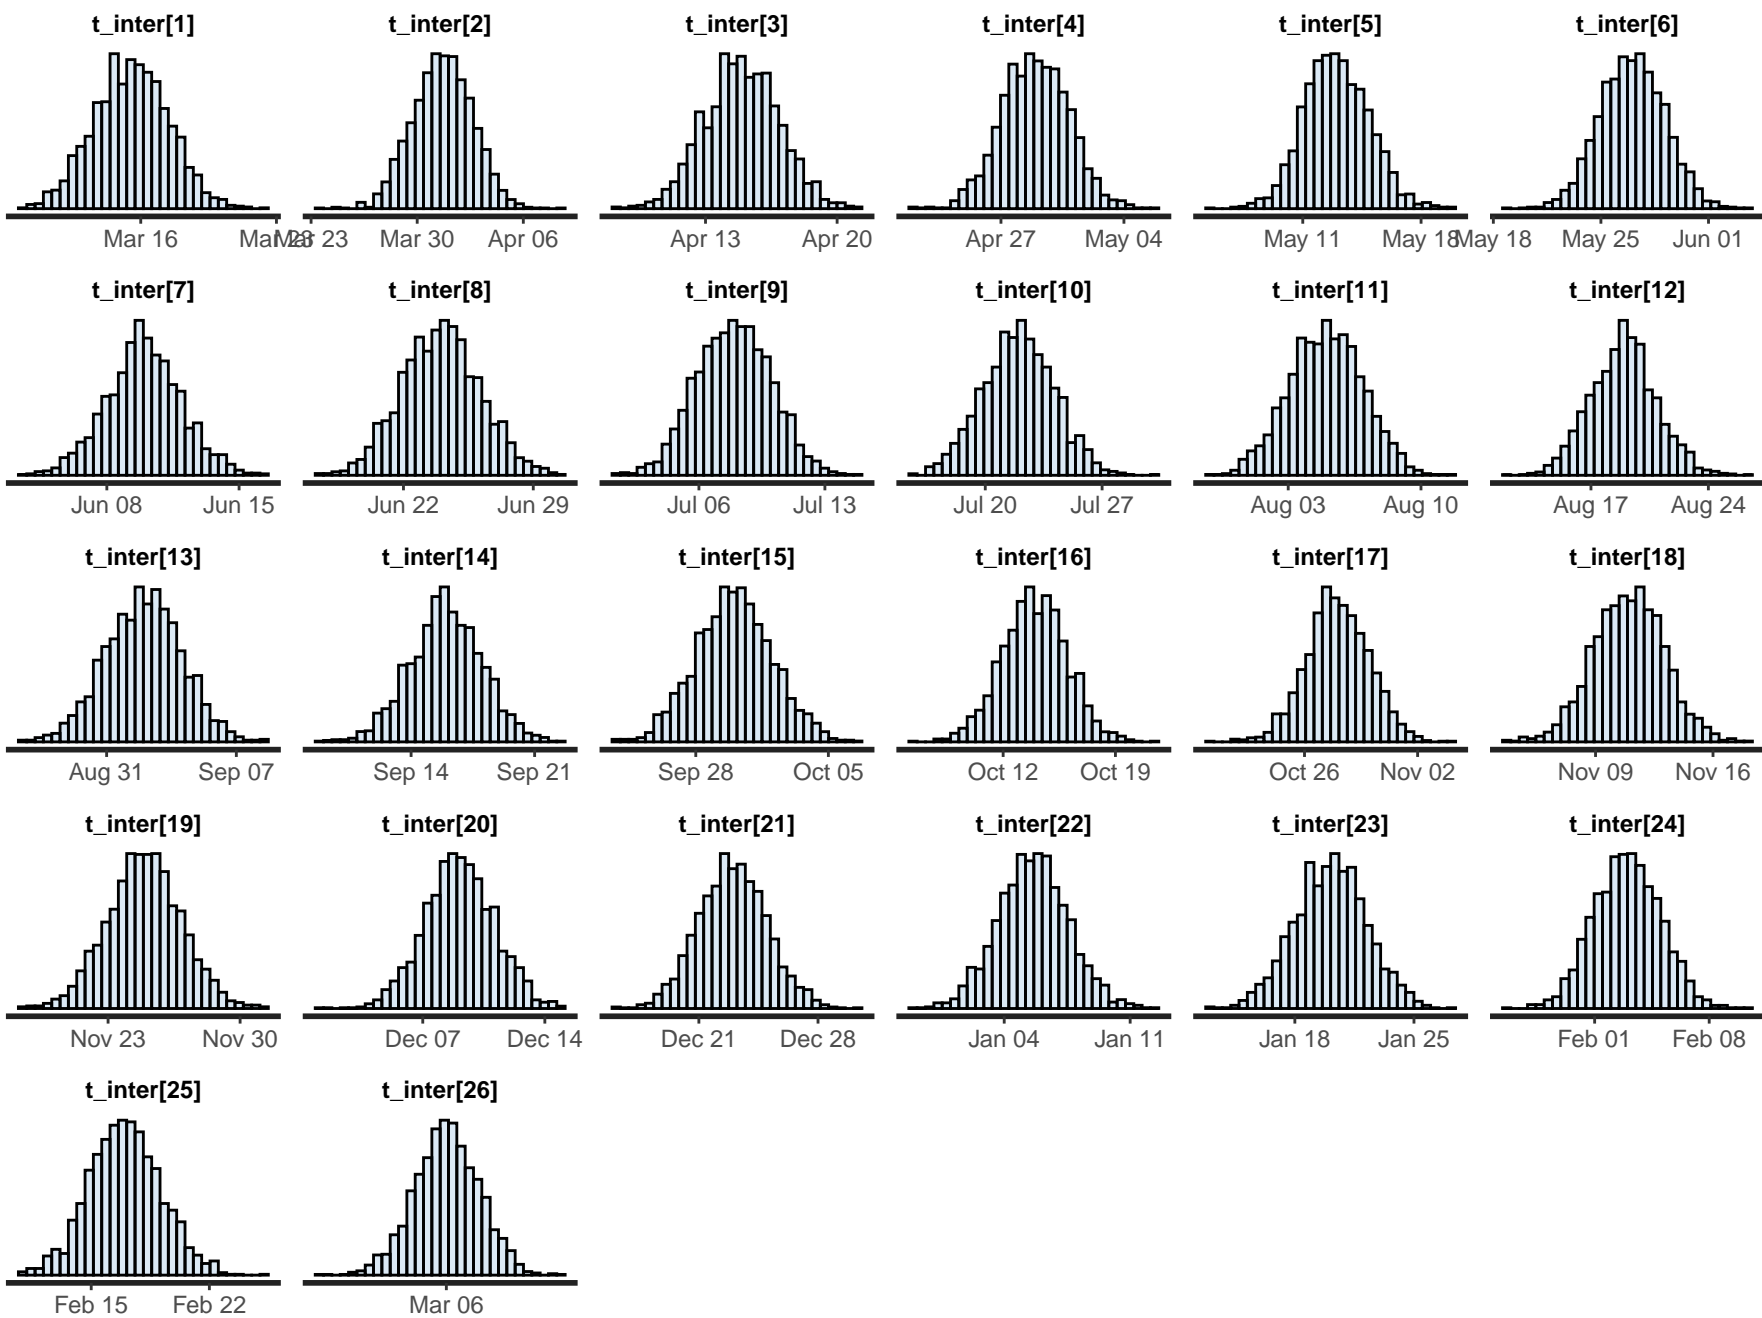 t_inter[1] t_inter[2] t_inter[3] t_inter[4] t_inter[5] t_inter[6]
Mar 16 Mar 23 Mar 23 Mar 30 Apr 06 Apr 13 Apr 20 Apr 27 May 04 May 11 May 18 May 18 May 25 Jun 01
t_inter[7] t_inter[8] t_inter[9] t_inter[10] t_inter[11] t_inter[12]
Jun 08 Jun 15 Jun 22 Jun 29 Jul 06 Jul 13 Jul 20 Jul 27 Aug 03 Aug 10 Aug 17 Aug 24
t_inter[13] t_inter[14] t_inter[15] t_inter[16] t_inter[17] t_inter[18]
Aug 31 Sep 07 Sep 14 Sep 21 Sep 28 Oct 05 Oct 12 Oct 19 Oct 26 Nov 02 Nov 09 Nov 16
t_inter[19] t_inter[20] t_inter[21] t_inter[22] t_inter[23] t_inter[24]
Nov 23 Nov 30 Dec 07 Dec 14 Dec 21 Dec 28 Jan 04 Jan 11 Jan 18 Jan 25 Feb 01 Feb 08
t_inter[25] t_inter[26]
Feb 15 Feb 22 Mar 06